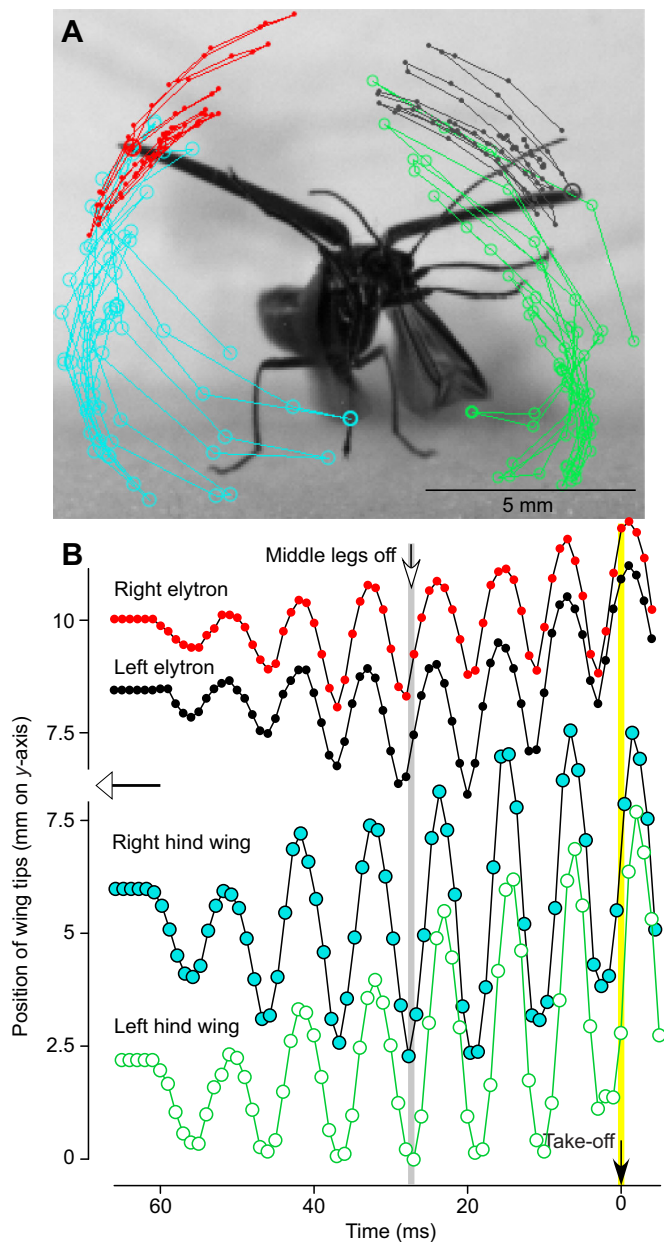 A
5 mm
B
Middle legs off
Right elytron
10
Left elytron
7.5
7.5
Right hind wing
5
Left hind wing
2.5
0
Take-off
60
40
20
0
Time (ms)
Position of wing tips (mm on y-axis)